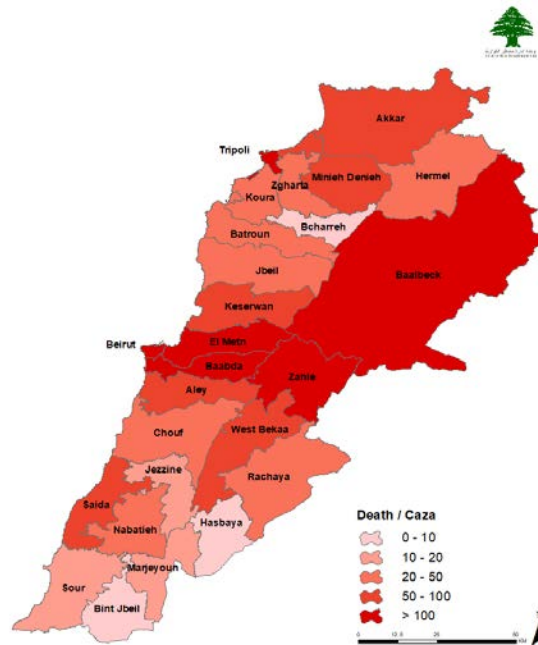 Akkar
Tripoli
Hermel
Minieh Denieh
Zgharta
Koura
Bcharreh
Batroun
Jbeil
Baalbeck
Keserwan
El Metn
Beirut
Baabda
Zahle
Aley
Chouf
West Bekaa
Jezzine
Rachaya
Saida
Hasbaya
Nabatieh
Marjeyoun
Sour
Bint Jbeil
Death / Caza
0 - 10
10 - 20
20 - 50
50 - 100
> 100